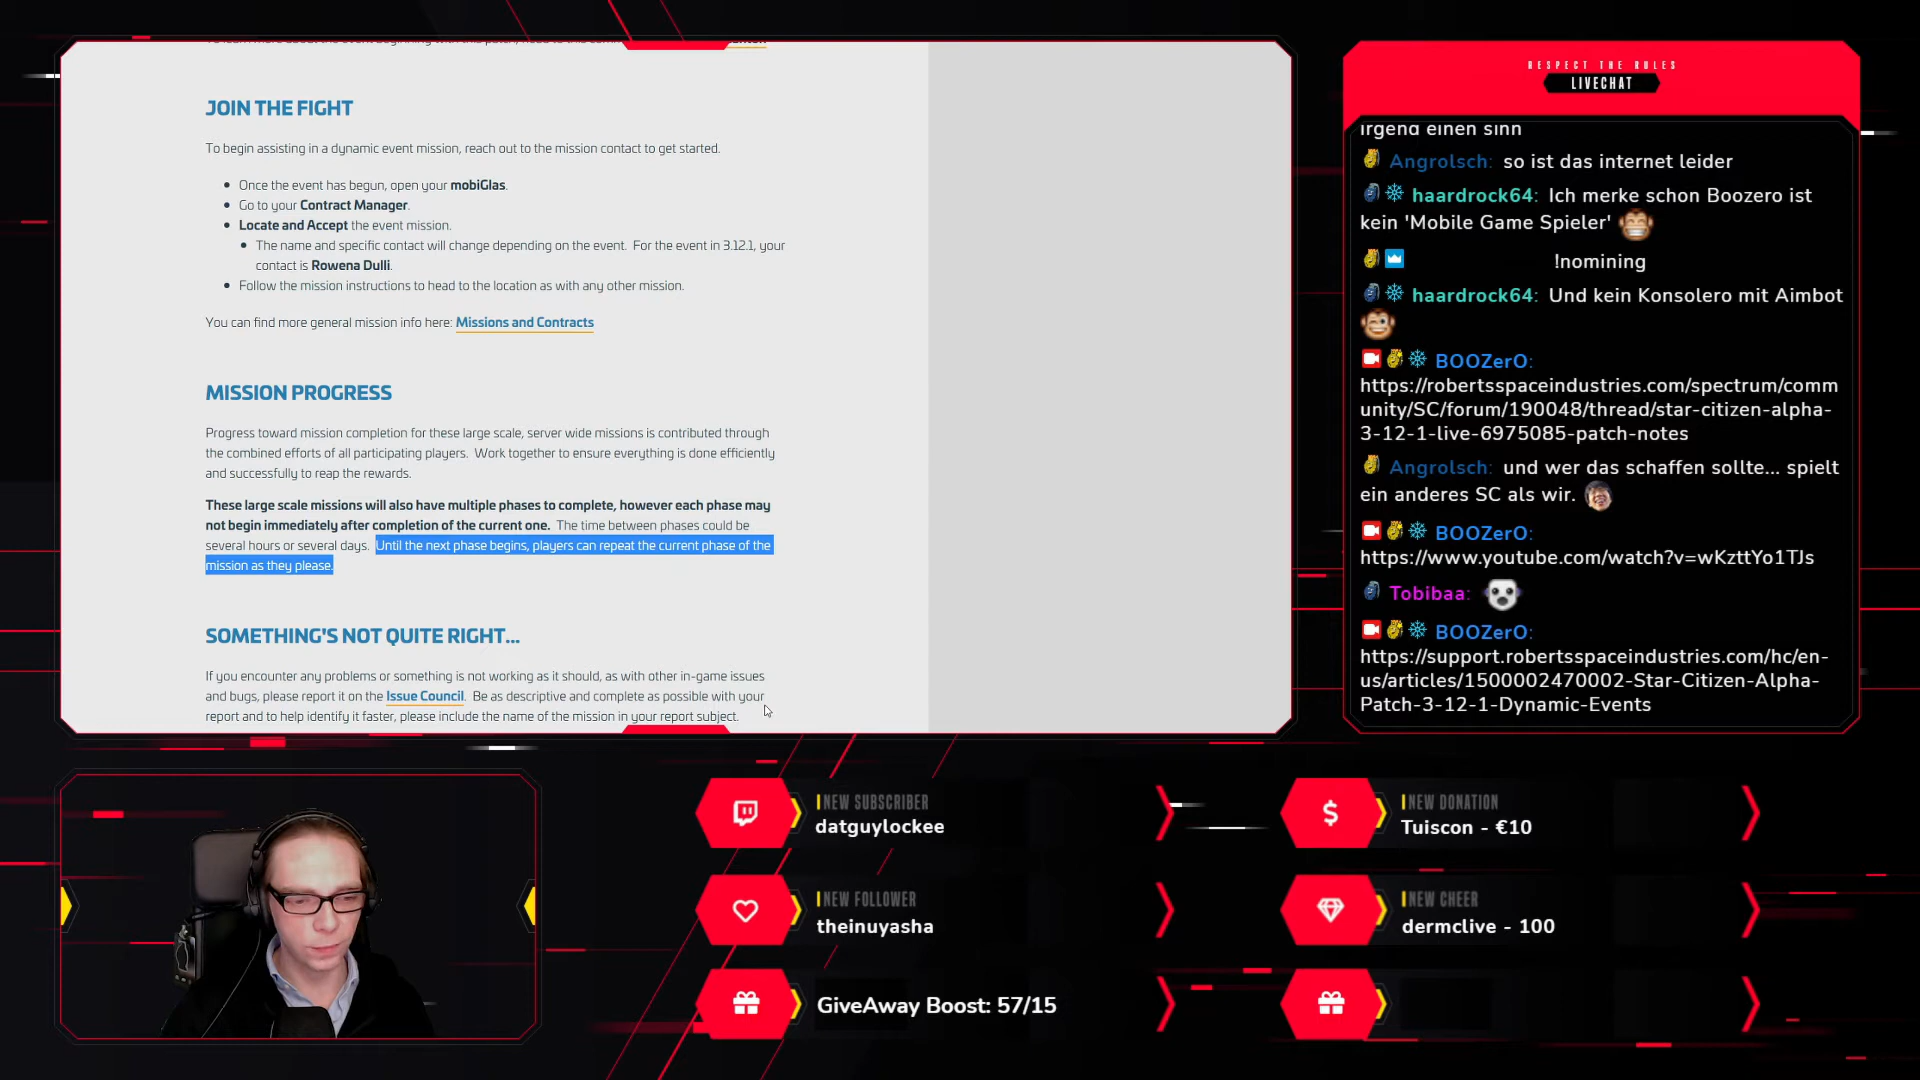 JOIN THE FIGHT
To begin assisting in a dynamic event mission, reach out to the mission contact to get started.
Once the event has begun, open your mobiGlas.
Go to your Contract Manager.
Locate and Accept the event mission.
The name and specific contact will change depending on the event. For the event in 3.12.1, your
contact is Rowena Dulli.
Follow the mission instructions to head to the location as with any other mission.
You can find more general mission info here: Missions and Contracts
MISSION PROGRESS
Progress toward mission completion for these large scale, server wide missions is contributed through
the combined efforts of all participating players. Work together to ensure everything is done efficiently
and successfully to reap the rewards.
These large scale missions will also have multiple phases to complete, however each phase may
not begin immediately after completion of the current one. The time between phases could be
several hours or several days. Until the next phase begins, players can repeat the current phase of the
mission as they please.
SOMETHING'S NOT QUITE RIGHT...
If you encounter any problems or something is not working as it should, as with other in-game issues
and bugs, please report it on the Issue Council. Be as descriptive and complete as possible with your
report and to help identify it faster, please include the name of the mission in your report subject.
RESPECT THE RULES
LIVECHAT
irgend einen sinn
Angrolsch: so ist das internet leider
haardrock64: Ich merke schon Boozero ist
kein 'Mobile Game Spieler'
!nomining
haardrock64: Und kein Konsolero mit Aimbot
BOOZerO:
https://robertsspaceindustries.com/spectrum/comm
unity/SC/forum/190048/thread/star-citizen-alpha-
3-12-1-live-6975085-patch-notes
Angrolsch: und wer das schaffen sollte... spielt
ein anderes SC als wir.
BOOZerO:
https://www.youtube.com/watch?v=wKzttYo1TJs
Tobibaa:
BOOZerO:
https://support.robertsspaceindustries.com/hc/en-
us/articles/1500002470002-Star-Citizen-Alpha-
Patch-3-12-1-Dynamic-Events
NEW SUBSCRIBER
datguylockee
NEW DONATION
Tuiscon - €10
NEW FOLLOWER
theinuyasha
NEW CHEER
dermclive - 100
GiveAway Boost: 57/15